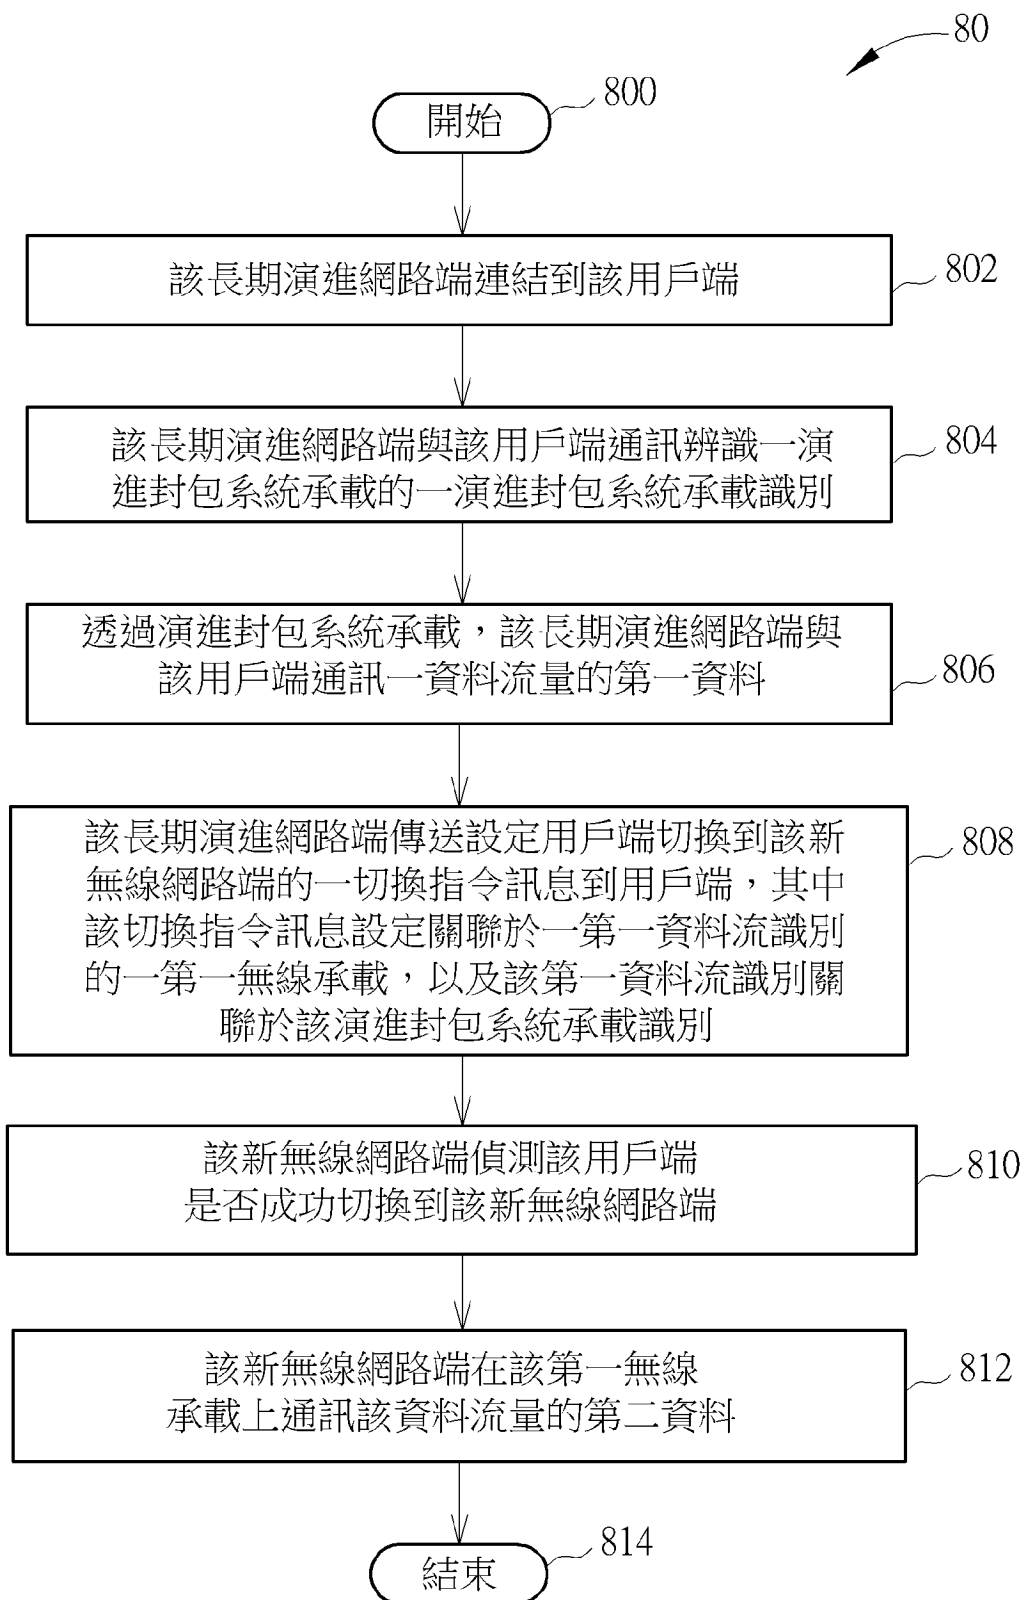 80
開始
800
該長期演進網路端連結到該用戶端
802
該長期演進網路端與該用戶端通訊辨識一演
進封包系統承載的一演進封包系統承載識別
804
透過演進封包系統承載，該長期演進網路端與
該用戶端通訊一資料流量的第一資料
806
該長期演進網路端傳送設定用戶端切換到該新
無線網路端的一切換指令訊息到用戶端，其中
該切換指令訊息設定關聯於一第一資料流識別
的一第一無線承載，以及該第一資料流識別關
聯於該演進封包系統承載識別
808
該新無線網路端偵測該用戶端
是否成功切換到該新無線網路端
810
該新無線網路端在該第一無線
承載上通訊該資料流量的第二資料
812
結束
814